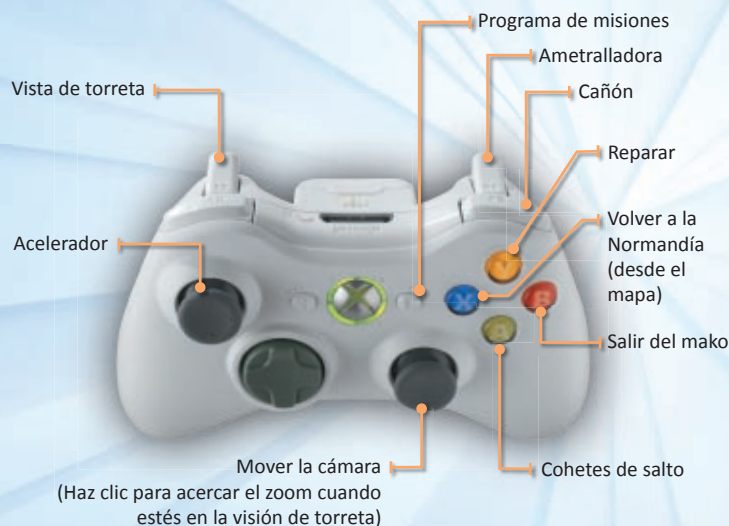 Programa de misiones
Ametralladora
Vista de torreta
Cañón
Reparar
Volver a la
Normandía
(desde el
mapa)
Acelerador
Y
X
B
A
Salir del mako
Mover la cámara
(Haz clic para acercar el zoom cuando
estés en la visión de torreta)
Cohetes de salto